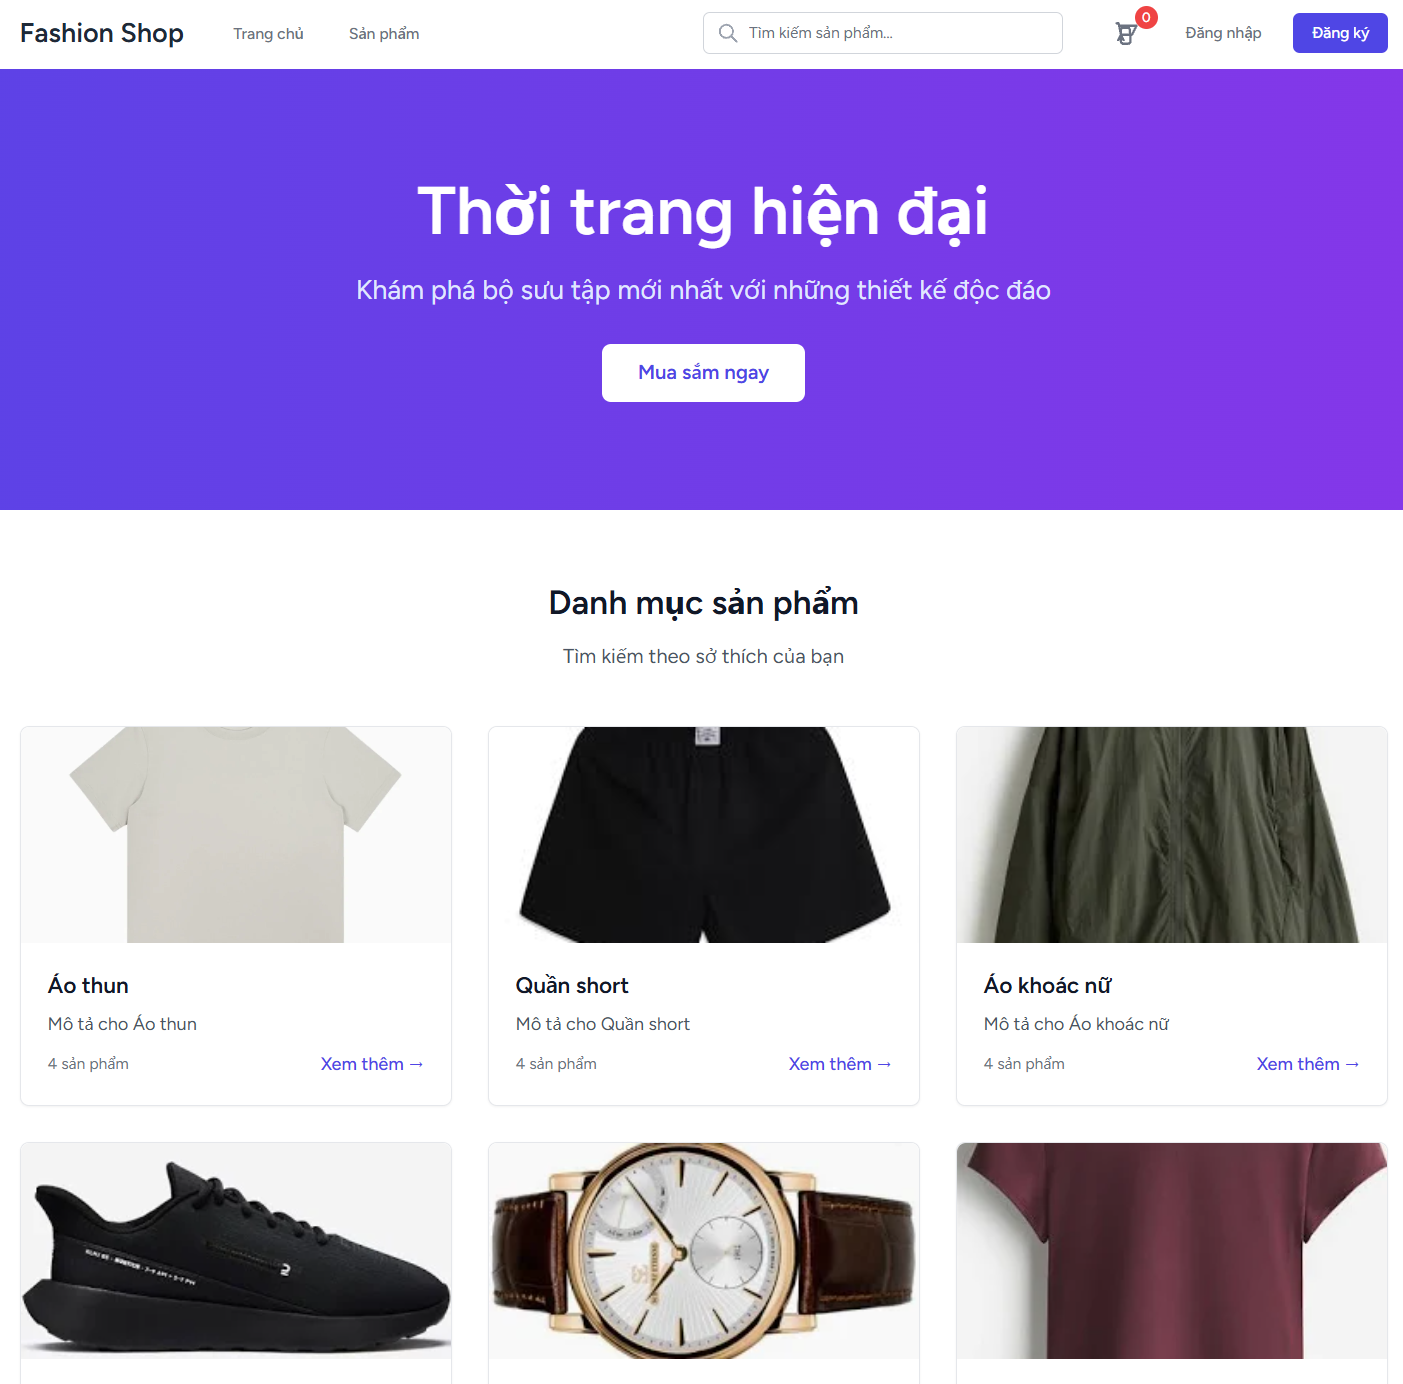 Fashion Shop
Trang chủ
Sản phẩm
Tìm kiếm sản phẩm...
0
Đăng nhập
Đăng ký
Thời trang hiện đại
Khám phá bộ sưu tập mới nhất với những thiết kế độc đáo
Mua sắm ngay
Danh mục sản phẩm
Tìm kiếm theo sở thích của bạn
Áo thun
Mô tả cho Áo thun
4 sản phẩm
Xem thêm →
Quần short
Mô tả cho Quần short
4 sản phẩm
Xem thêm →
Áo khoác nữ
Mô tả cho Áo khoác nữ
4 sản phẩm
Xem thêm →